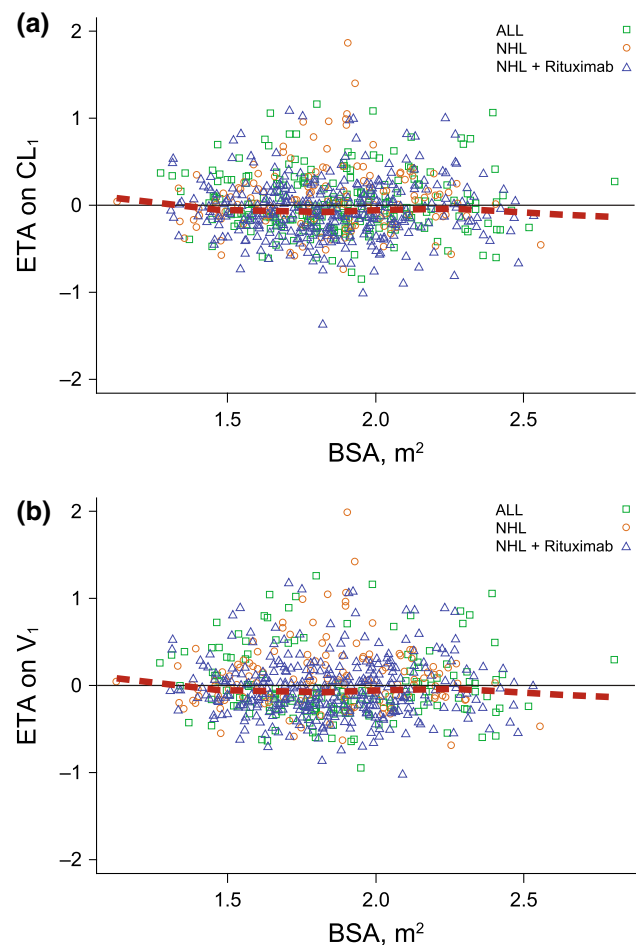 (a)
ALL
NHL
NHL + Rituximab
2
1
0
−1
−2
ETA on CL₁
1.5 2.0 2.5
BSA, m²
(b)
ALL
NHL
NHL + Rituximab
2
1
0
−1
−2
ETA on V₁
1.5 2.0 2.5
BSA, m²